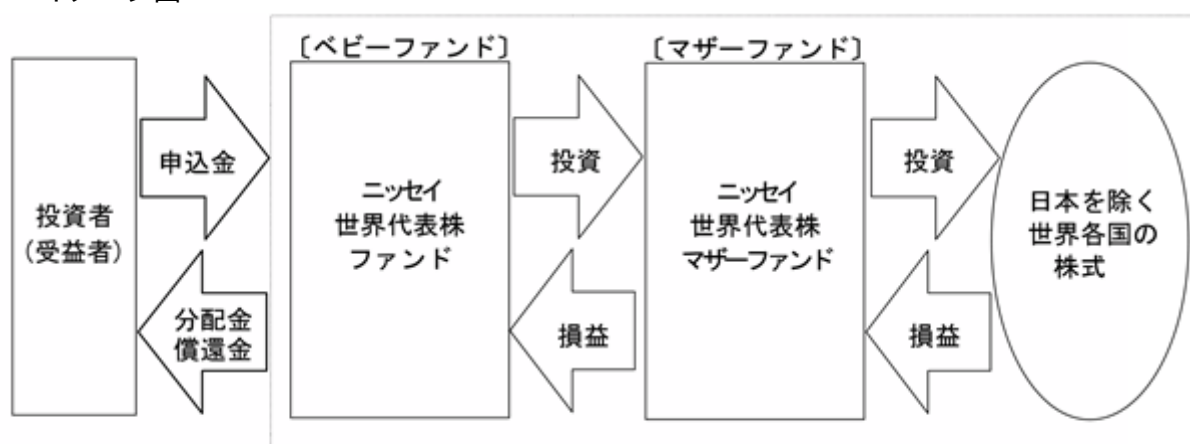 〔ベビーファンド〕
〔マザーファンド〕
投資者
(受益者)
申込金
分配金
償還金
ニッセイ
世界代表株
ファンド
投資
損益
ニッセイ
世界代表株
マザーファンド
投資
損益
日本を除く
世界各国の
株式